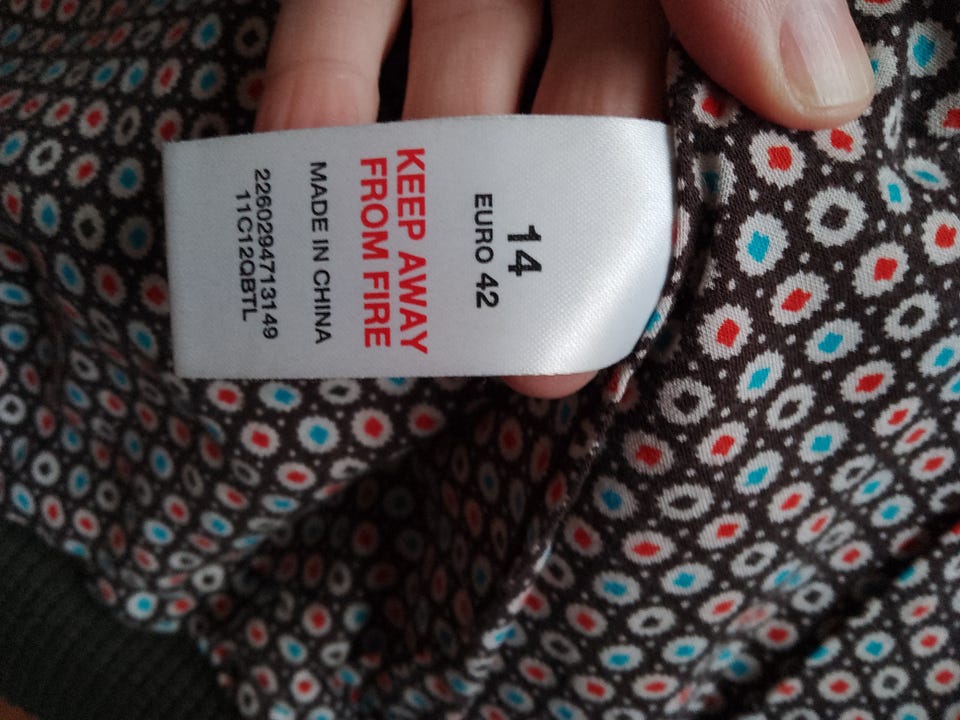 14
EURO 42
KEEP AWAY
FROM FIRE
MADE IN CHINA
2260294713149
11C12QBTL